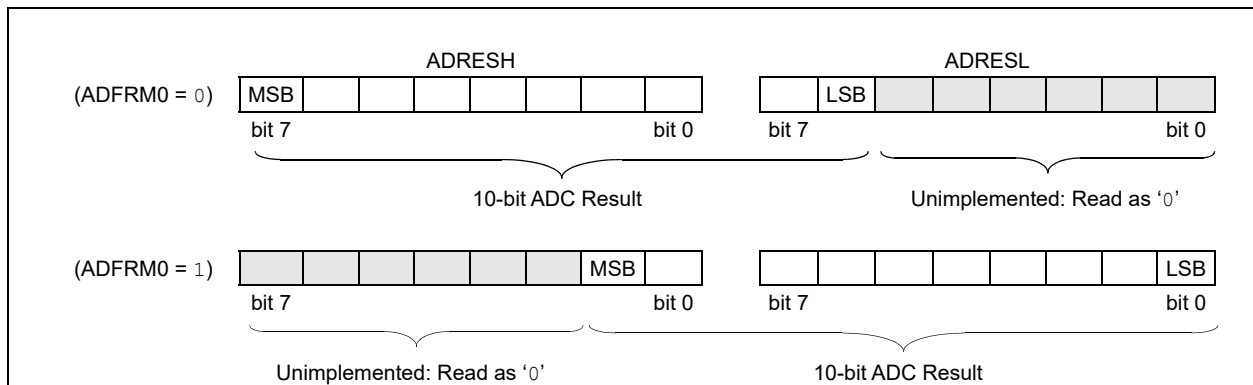 ADRESH ADRESL
(ADFRM0 = 0) MSB LSB
bit 7 bit 0 bit 7 bit 0
10-bit ADC Result Unimplemented: Read as ‘0’
(ADFRM0 = 1) MSB LSB
bit 7 bit 0 bit 7 bit 0
Unimplemented: Read as ‘0’ 10-bit ADC Result